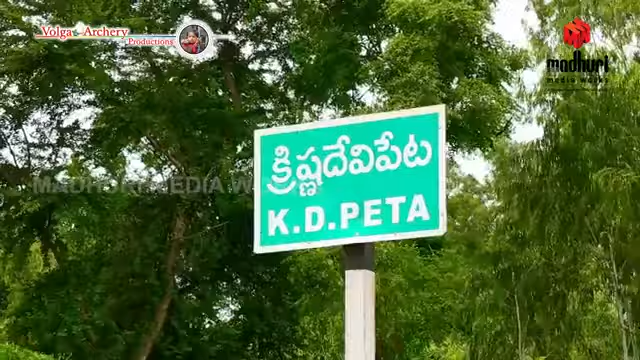 Volga Archery
Productions
madhuri
media works
MADHURI MEDIA W
క్రిష్ణదేవిపేట
K.D.PETA